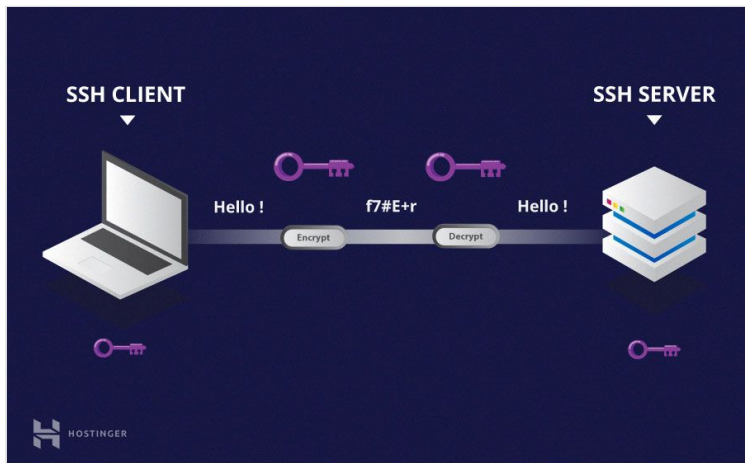 SSH CLIENT
SSH SERVER
Hello !
f7#E+r
Hello !
Encrypt
Decrypt
HOSTINGER